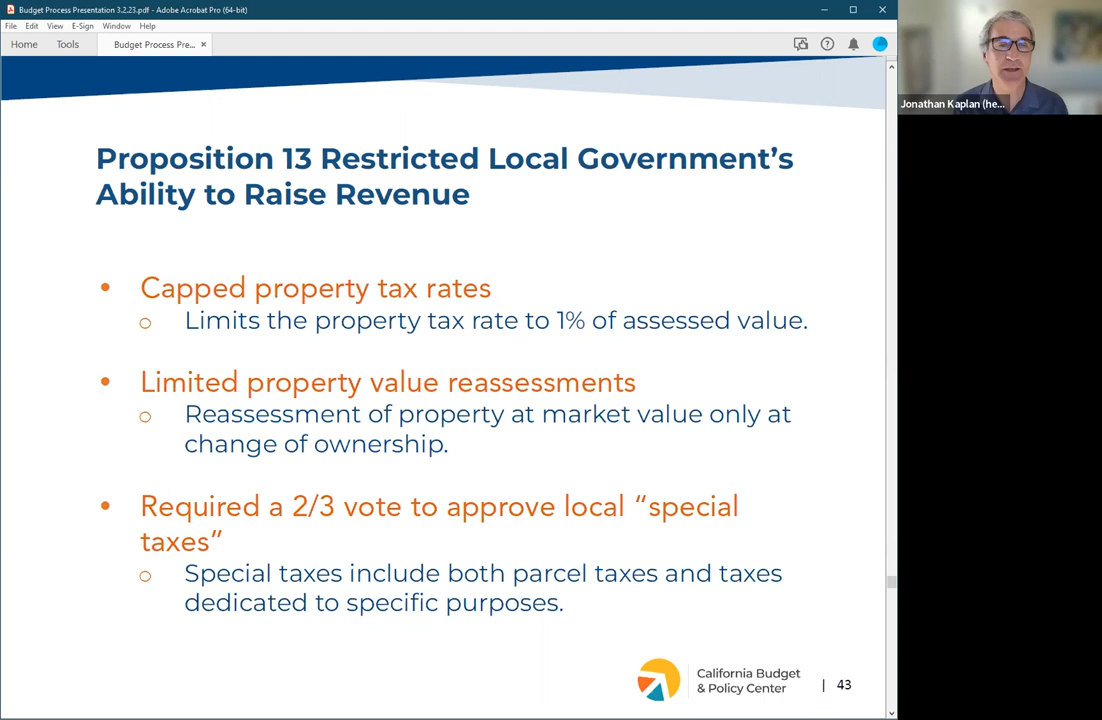 Budget Process Presentation 3.2.23.pdf - Adobe Acrobat Pro (64-bit)
File Edit View E-Sign Window Help
Home Tools Budget Process Pre... ×
Jonathan Kaplan (he...
Proposition 13 Restricted Local Government’s
Ability to Raise Revenue
• Capped property tax rates
o Limits the property tax rate to 1% of assessed value.
• Limited property value reassessments
o Reassessment of property at market value only at
change of ownership.
• Required a 2/3 vote to approve local “special
taxes”
o Special taxes include both parcel taxes and taxes
dedicated to specific purposes.
California Budget
& Policy Center
| 43